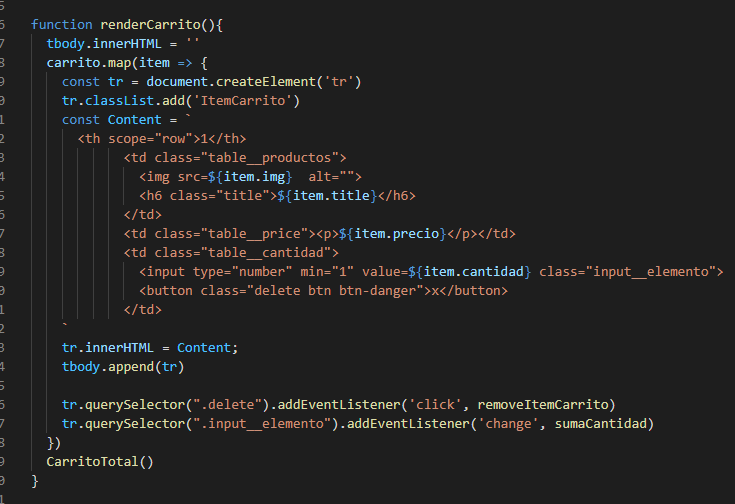 5
6 function renderCarrito(){
7 tbody.innerHTML = ''
8 carrito.map(item => {
9 const tr = document.createElement('tr')
0 tr.classList.add('ItemCarrito')
1 const Content = `
2 <th scope="row">1</th>
3 <td class="table__productos">
4 <img src=${item.img}  alt="">
5 <h6 class="title">${item.title}</h6>
6 </td>
7 <td class="table__price"><p>${item.precio}</p></td>
8 <td class="table__cantidad">
9 <input type="number" min="1" value=${item.cantidad} class="input__elemento">
0 <button class="delete btn btn-danger">x</button>
1 </td>
2 `
3 tr.innerHTML = Content;
4 tbody.append(tr)
5
6 tr.querySelector(".delete").addEventListener('click', removeItemCarrito)
7 tr.querySelector(".input__elemento").addEventListener('change', sumaCantidad)
8 })
9 CarritoTotal()
0 }
1